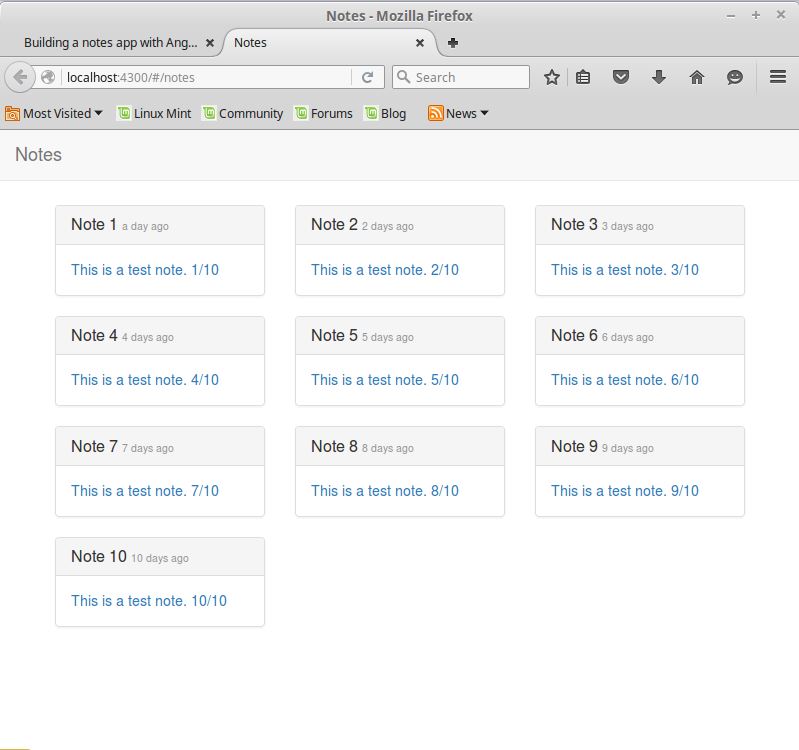 Notes - Mozilla Firefox
Building a notes app with Ang... Notes
localhost:4300/#/notes Search
Most Visited Linux Mint Community Forums Blog News
Notes
Note 1 a day ago
This is a test note. 1/10
Note 2 2 days ago
This is a test note. 2/10
Note 3 3 days ago
This is a test note. 3/10
Note 4 4 days ago
This is a test note. 4/10
Note 5 5 days ago
This is a test note. 5/10
Note 6 6 days ago
This is a test note. 6/10
Note 7 7 days ago
This is a test note. 7/10
Note 8 8 days ago
This is a test note. 8/10
Note 9 9 days ago
This is a test note. 9/10
Note 10 10 days ago
This is a test note. 10/10